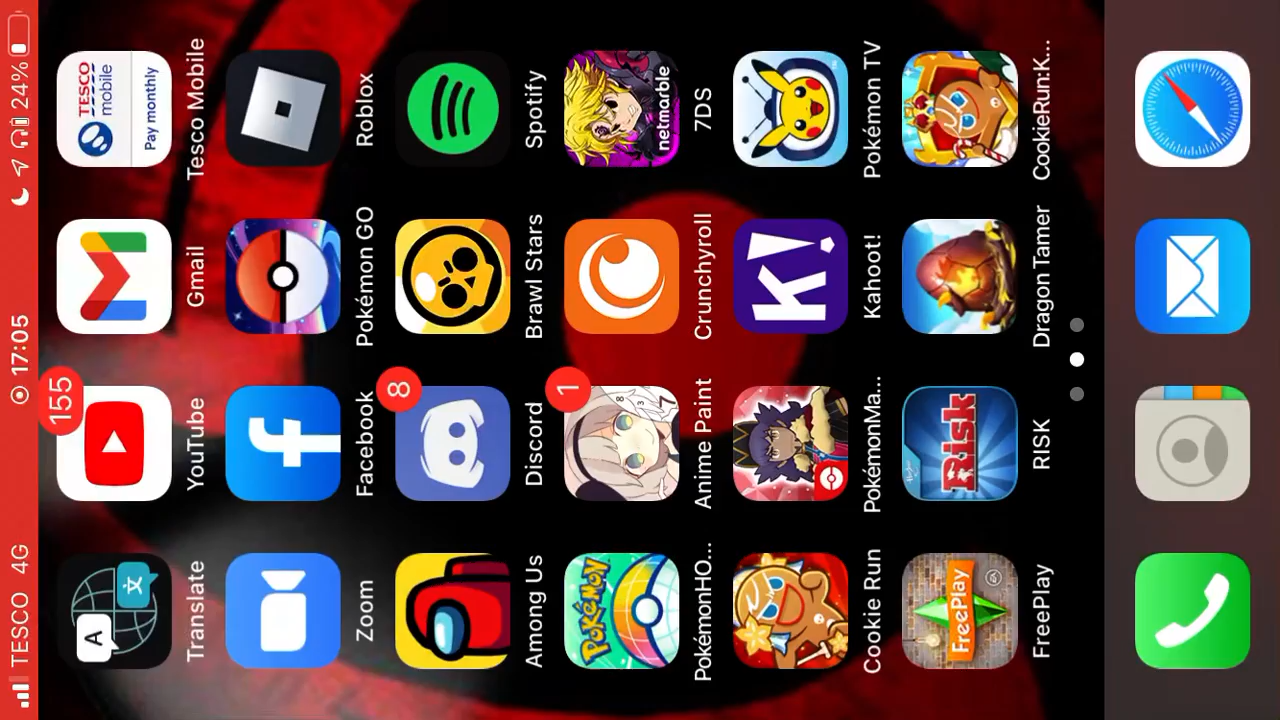 TESCO 4G 17:05 24%
155
A 文
TESCO mobile
Pay monthly
Translate YouTube Gmail Tesco Mobile
Zoom Facebook Pokémon GO Roblox
8
Among Us Discord Brawl Stars Spotify
1
POKéMON
netmarble
PokémonHO... Anime Paint Crunchyroll 7DS
K!
Cookie Run PokémonMa... Kahoot! Pokémon TV
FreePlay
EA
RISK
FreePlay RISK Dragon Tamer CookieRun:K...